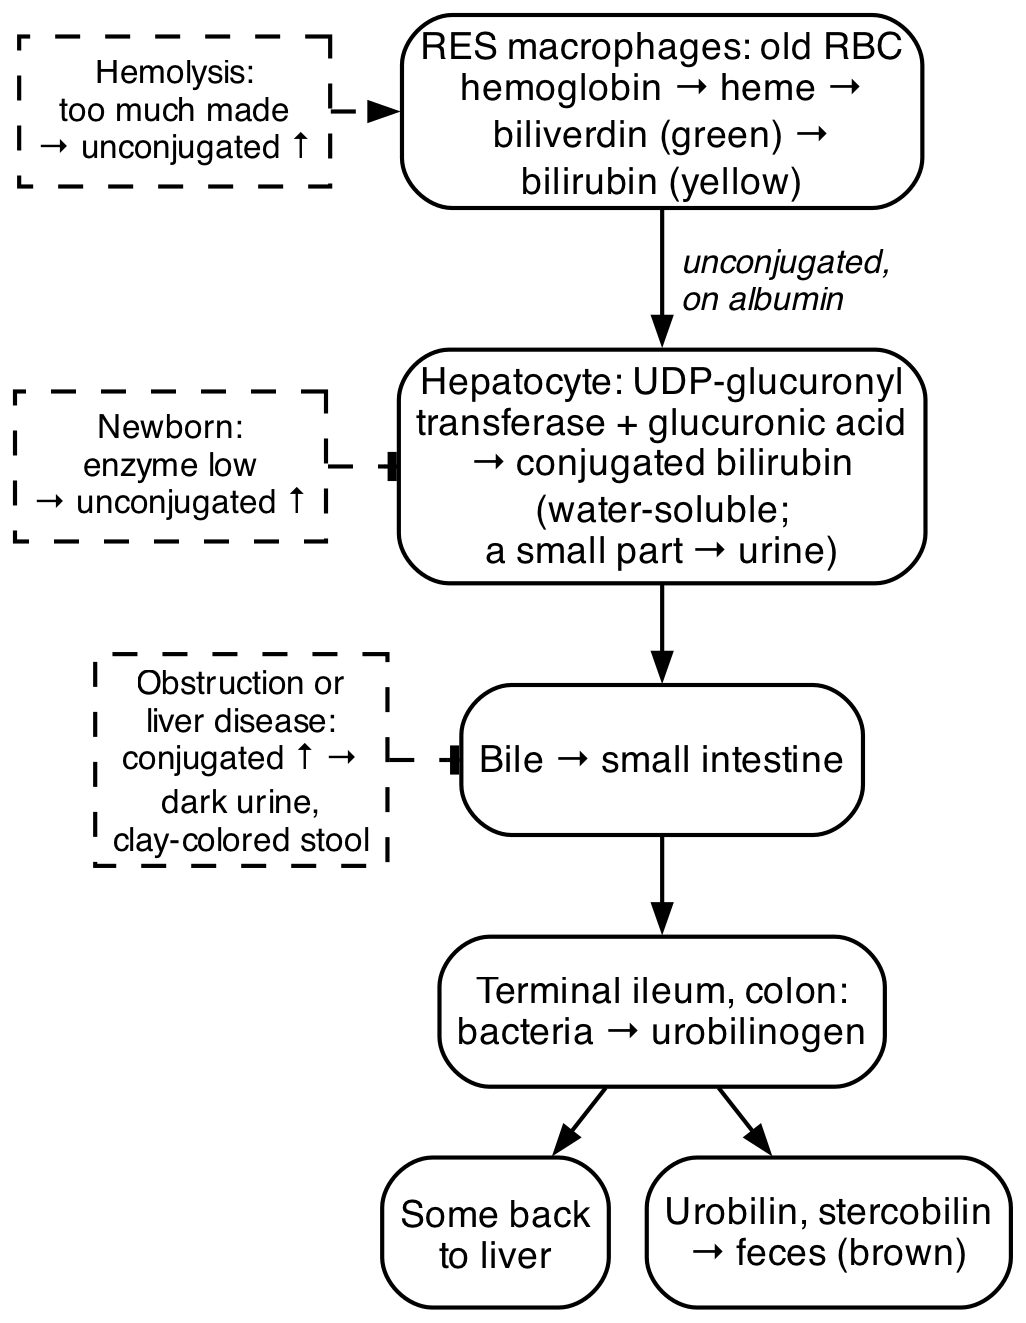 Hemolysis:
too much made
→ unconjugated ↑
RES macrophages: old RBC
hemoglobin → heme →
biliverdin (green) →
bilirubin (yellow)
unconjugated,
on albumin
Newborn:
enzyme low
→ unconjugated ↑
Hepatocyte: UDP-glucuronyl
transferase + glucuronic acid
→ conjugated bilirubin
(water-soluble;
a small part → urine)
Obstruction or
liver disease:
conjugated ↑ →
dark urine,
clay-colored stool
Bile → small intestine
Terminal ileum, colon:
bacteria → urobilinogen
Some back
to liver
Urobilin, stercobilin
→ feces (brown)